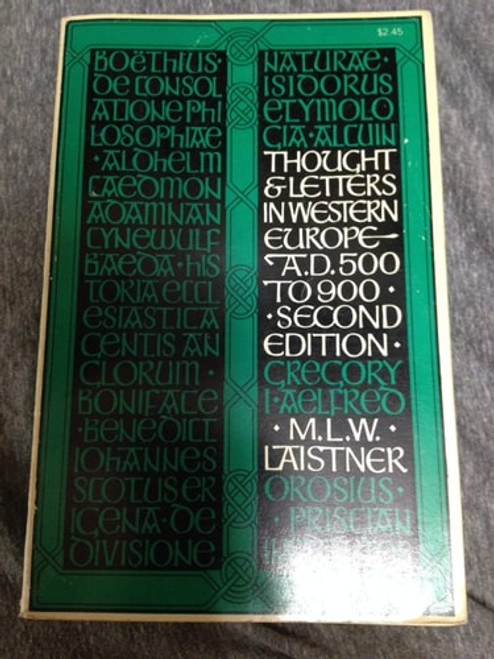 $2.45
BOËTHIUS·
DE CONSOL
ATIONE PHI
LOSOPHIAE
·ALDHELM
CAEDMON
ADAMNAN
CYNEWULF
BAEDA·HIS
TORIA ECCL
ESIASTICA
GENTIS AN
GLORUM·
BONIFACE
·BENEDICT
IOHANNES
SCOTUS ER
IGENA·DE
DIVISIONE
NATURAE·
ISIDORUS
ETYMOLO
GIA·ALCUIN
THOUGHT
& LETTERS
IN WESTERN
EUROPE—
A.D. 500
TO 900·
·SECOND
EDITION·
GREGORY
I·AELFRED
·M.L.W.·
LAISTNER
OROSIUS·
·PRISCIAN